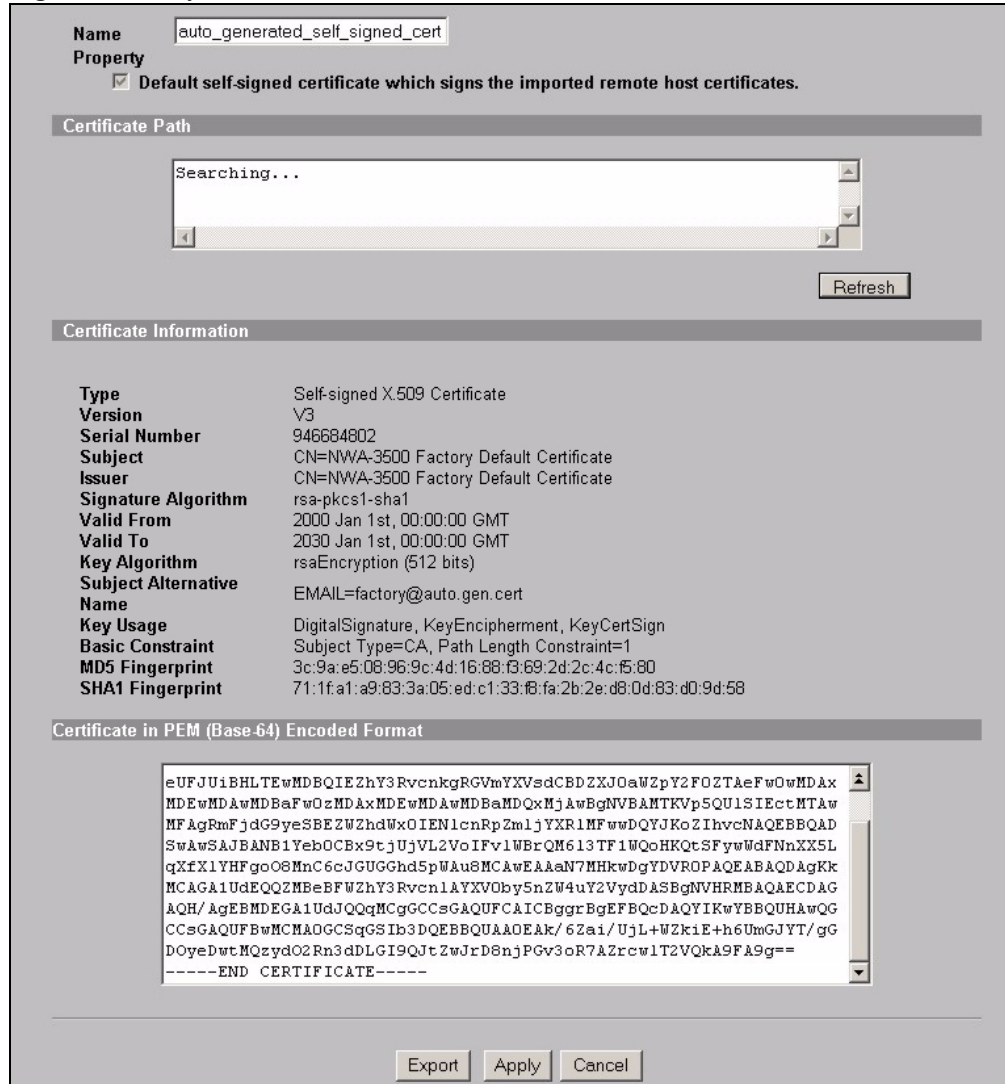 Name auto_generated_self_signed_cert
Property
Default self-signed certificate which signs the imported remote host certificates.
Certificate Path
Searching...
Refresh
Certificate Information
Type Self-signed X.509 Certificate
Version V3
Serial Number 946684802
Subject CN=NWA-3500 Factory Default Certificate
Issuer CN=NWA-3500 Factory Default Certificate
Signature Algorithm rsa-pkcs1-sha1
Valid From 2000 Jan 1st, 00:00:00 GMT
Valid To 2030 Jan 1st, 00:00:00 GMT
Key Algorithm rsaEncryption (512 bits)
Subject Alternative
Name EMAIL=factory@auto.gen.cert
Key Usage DigitalSignature, KeyEncipherment, KeyCertSign
Basic Constraint Subject Type=CA, Path Length Constraint=1
MD5 Fingerprint 3c:9a:e5:08:96:9c:4d:16:88:f3:69:2d:2c:4c:f5:80
SHA1 Fingerprint 71:1f:a1:a9:83:3a:05:ed:c1:33:f8:fa:2b:2e:d8:0d:83:d0:9d:58
Certificate in PEM (Base-64) Encoded Format
eUFJUiBHLTEwMDBQIEZhY3RvcnkgRGVmYXVsdCBDZXJ0aWZpY2F0ZTAeFw0wMDAx
MDEwMDAwMDBaFw0zMDAxMDEwMDAwMDBaMDQxMjAwBgNVBAMTKVp5QUlSIEctMTAw
MFAgRmFjdG9yeSBEZWZhdWx0IENlcnRpZmljYXRlMFwwDQYJKoZIhvcNAQEBBQAD
SwAwSAJBANB1Yeb0CBx9tjUjVL2VoIFvlWBrQM6l3TF1WQoHKQtSFywWdFNnXX5L
qXfXlYHFgoO8MnC6cJGUGGhd5pWAu8MCAwEAAaN7MHkwDgYDVR0PAQEABAQDAgKk
MCAGA1UdEQQZMBeBFWZhY3RvcnlAYXV0by5nZW4uY2VydDASBgNVHRMBAQAECDAG
AQH/AgEBMDEGA1UdJQQqMCgGCCsGAQUFCAICBggrBgEFBQcDAQYIKwYBBQUHAwQG
CCsGAQUFBwMCMA0GCSqGSIb3DQEBBQUAA0EAk/6Zai/UjL+WZkiE+h6UmGJYT/gG
DOyeDwtMQzydO2Rn3dDLGI9QJtZwJrD8njPGv3oR7AZrcwlT2VQkA9FA9g==
-----END CERTIFICATE-----
Export Apply Cancel